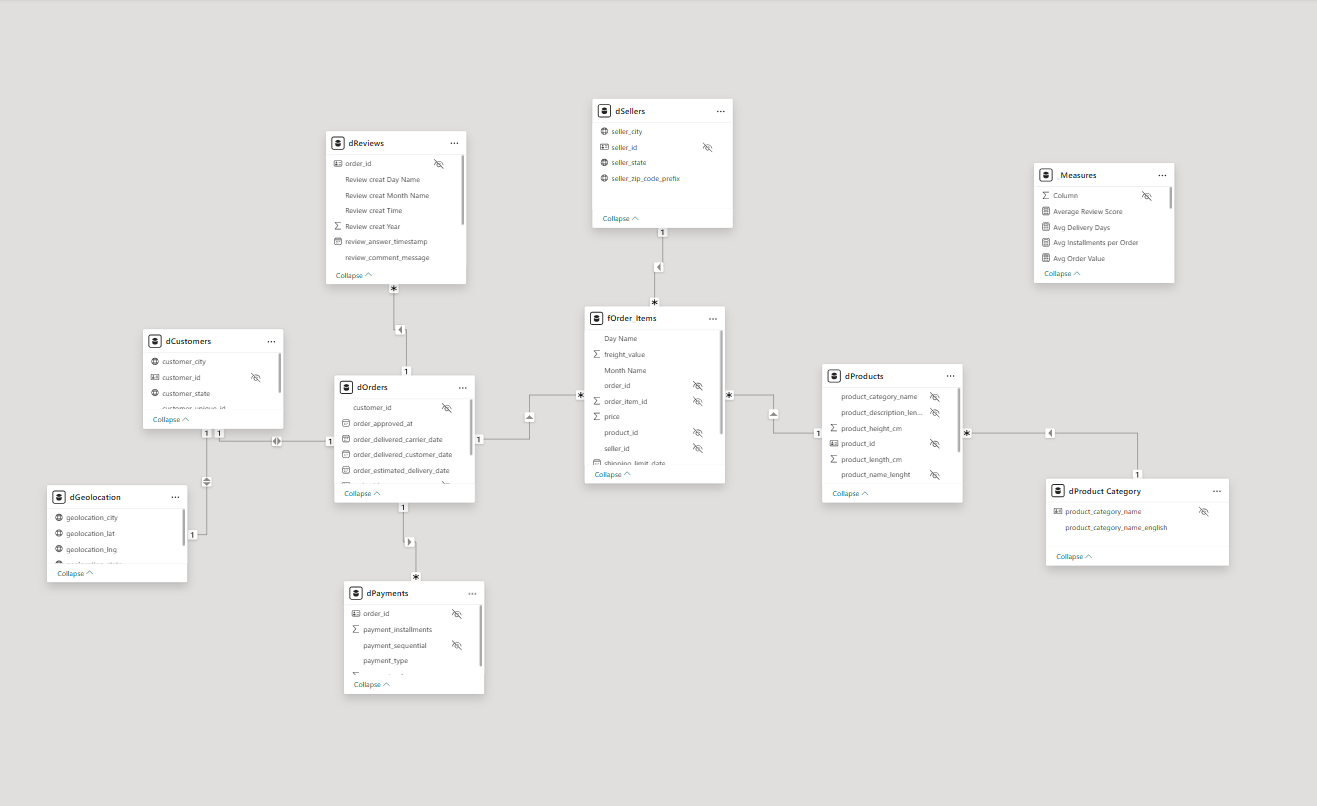 dSellers
seller_city
seller_id
seller_state
seller_zip_code_prefix
Collapse
1
*
dReviews
order_id
Review creat Day Name
Review creat Month Name
Review creat Time
Review creat Year
review_answer_timestamp
review_comment_message
Collapse
*
1
_Measures
Column
Average Review Score
Avg Delivery Days
Avg Installments per Order
Avg Order Value
Collapse
fOrder_Items
Day Name
freight_value
Month Name
order_id
order_item_id
price
product_id
seller_id
shipping_limit_date
Collapse
*
*
dCustomers
customer_city
customer_id
customer_state
customer_unique_id
Collapse
1
1
dOrders
customer_id
order_approved_at
order_delivered_carrier_date
order_delivered_customer_date
order_estimated_delivery_date
Collapse
1
1
1
dProducts
product_category_name
product_description_len...
product_height_cm
product_id
product_length_cm
product_name_lenght
Collapse
1
*
dGeolocation
geolocation_city
geolocation_lat
geolocation_lng
Collapse
1
dProduct Category
product_category_name
product_category_name_english
Collapse
1
*
dPayments
order_id
payment_installments
payment_sequential
payment_type
Collapse